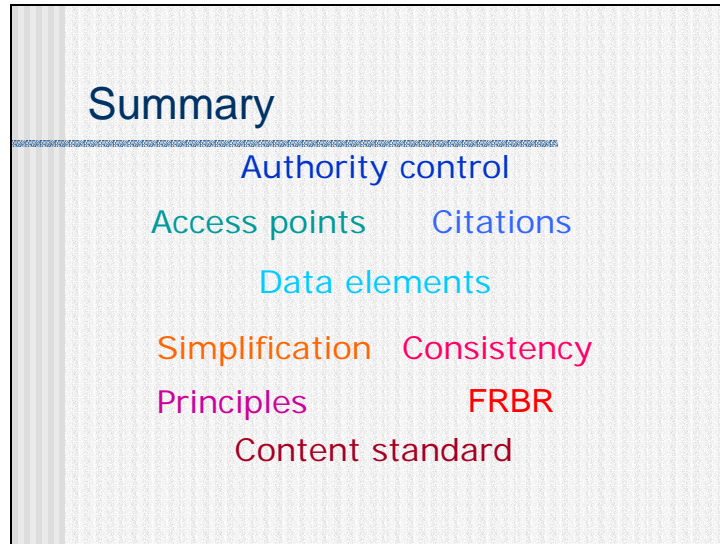 Summary
Authority control
Access points Citations
Data elements
Simplification Consistency
Principles FRBR
Content standard